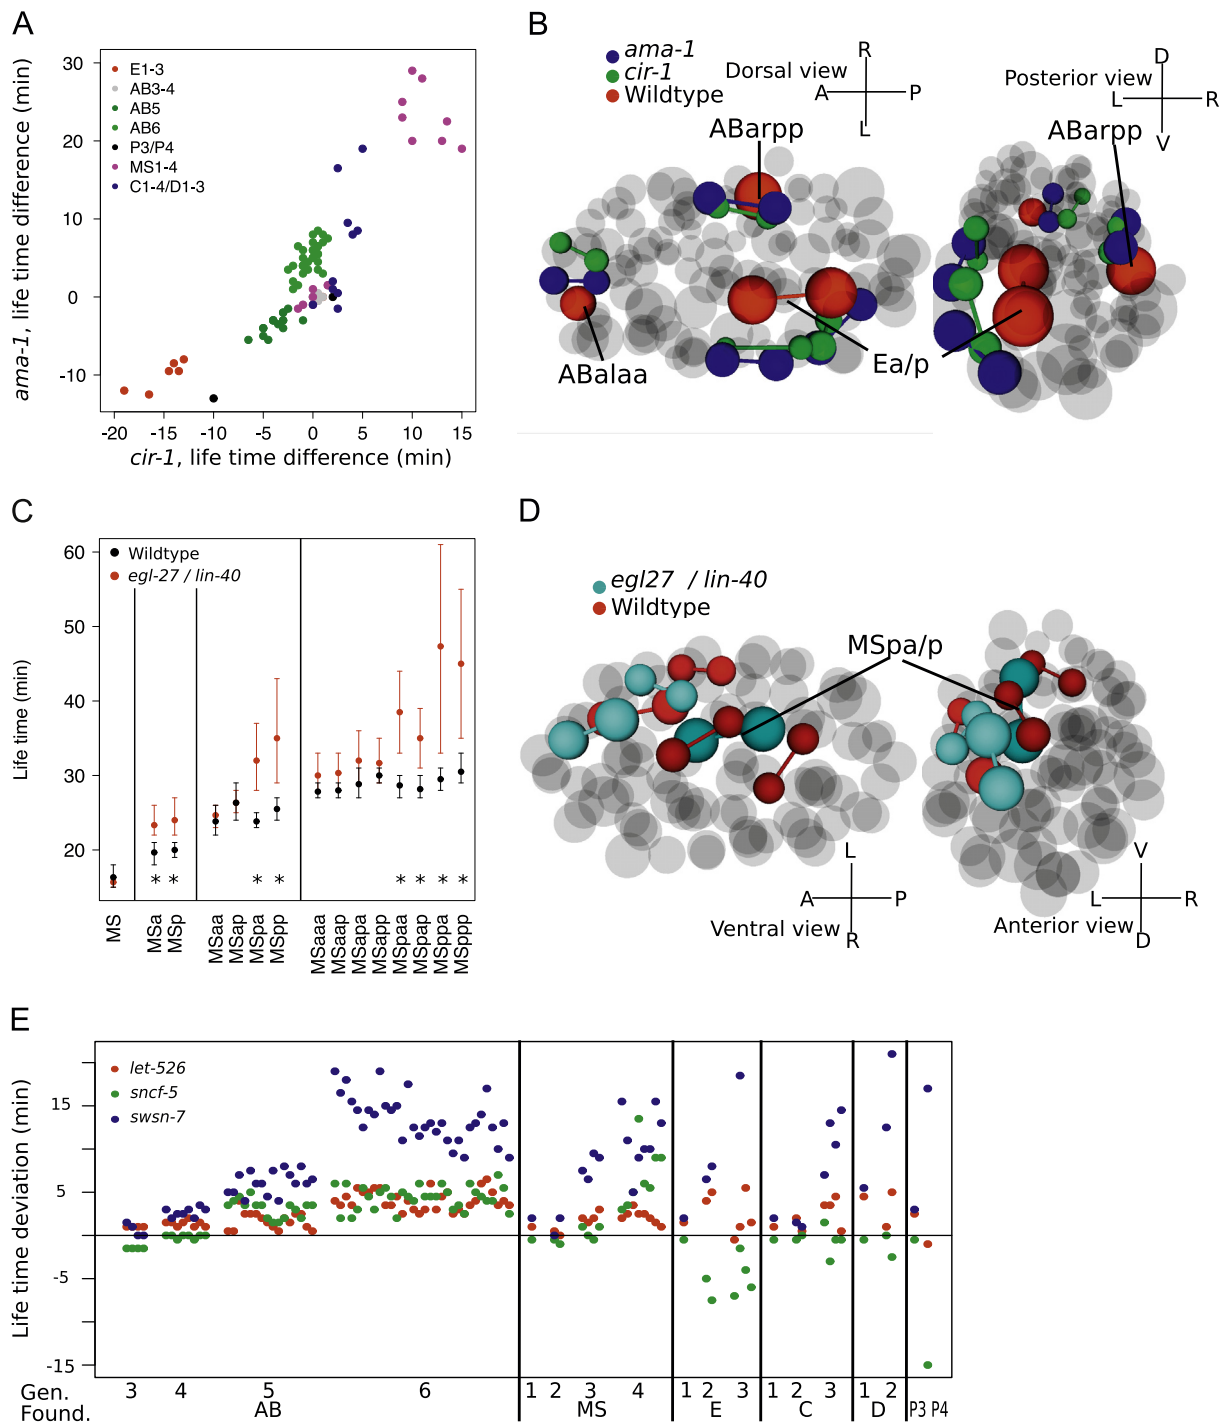 A
ama-1, life time difference (min)
30
20
10
0
-10
E1-3
AB3-4
AB5
AB6
P3/P4
MS1-4
C1-4/D1-3
-20 -15 -10 -5 0 5 10 15
cir-1, life time difference (min)
B
ama-1
cir-1
Wildtype
Dorsal view
R
A P
L
Posterior view
D
L R
V
ABarpp
ABarpp
ABalaa
Ea/p
C
Life time (min)
60
50
40
30
20
Wildtype
egl-27 / lin-40
* * * * * * * *
MS
MSa
MSp
MSaa
MSap
MSpa
MSpp
MSaaa
MSaap
MSapa
MSapp
MSpaa
MSpap
MSppa
MSppp
D
egl27 / lin-40
Wildtype
MSpa/p
L
A P
Ventral view
R
V
L R
Anterior view
D
E
Life time deviation (min)
15
5
-5
-15
let-526
sncf-5
swsn-7
Gen. 3 4 5 6 1 2 3 4 1 2 3 1 2 3 1 2
Found. AB MS E C D P3 P4